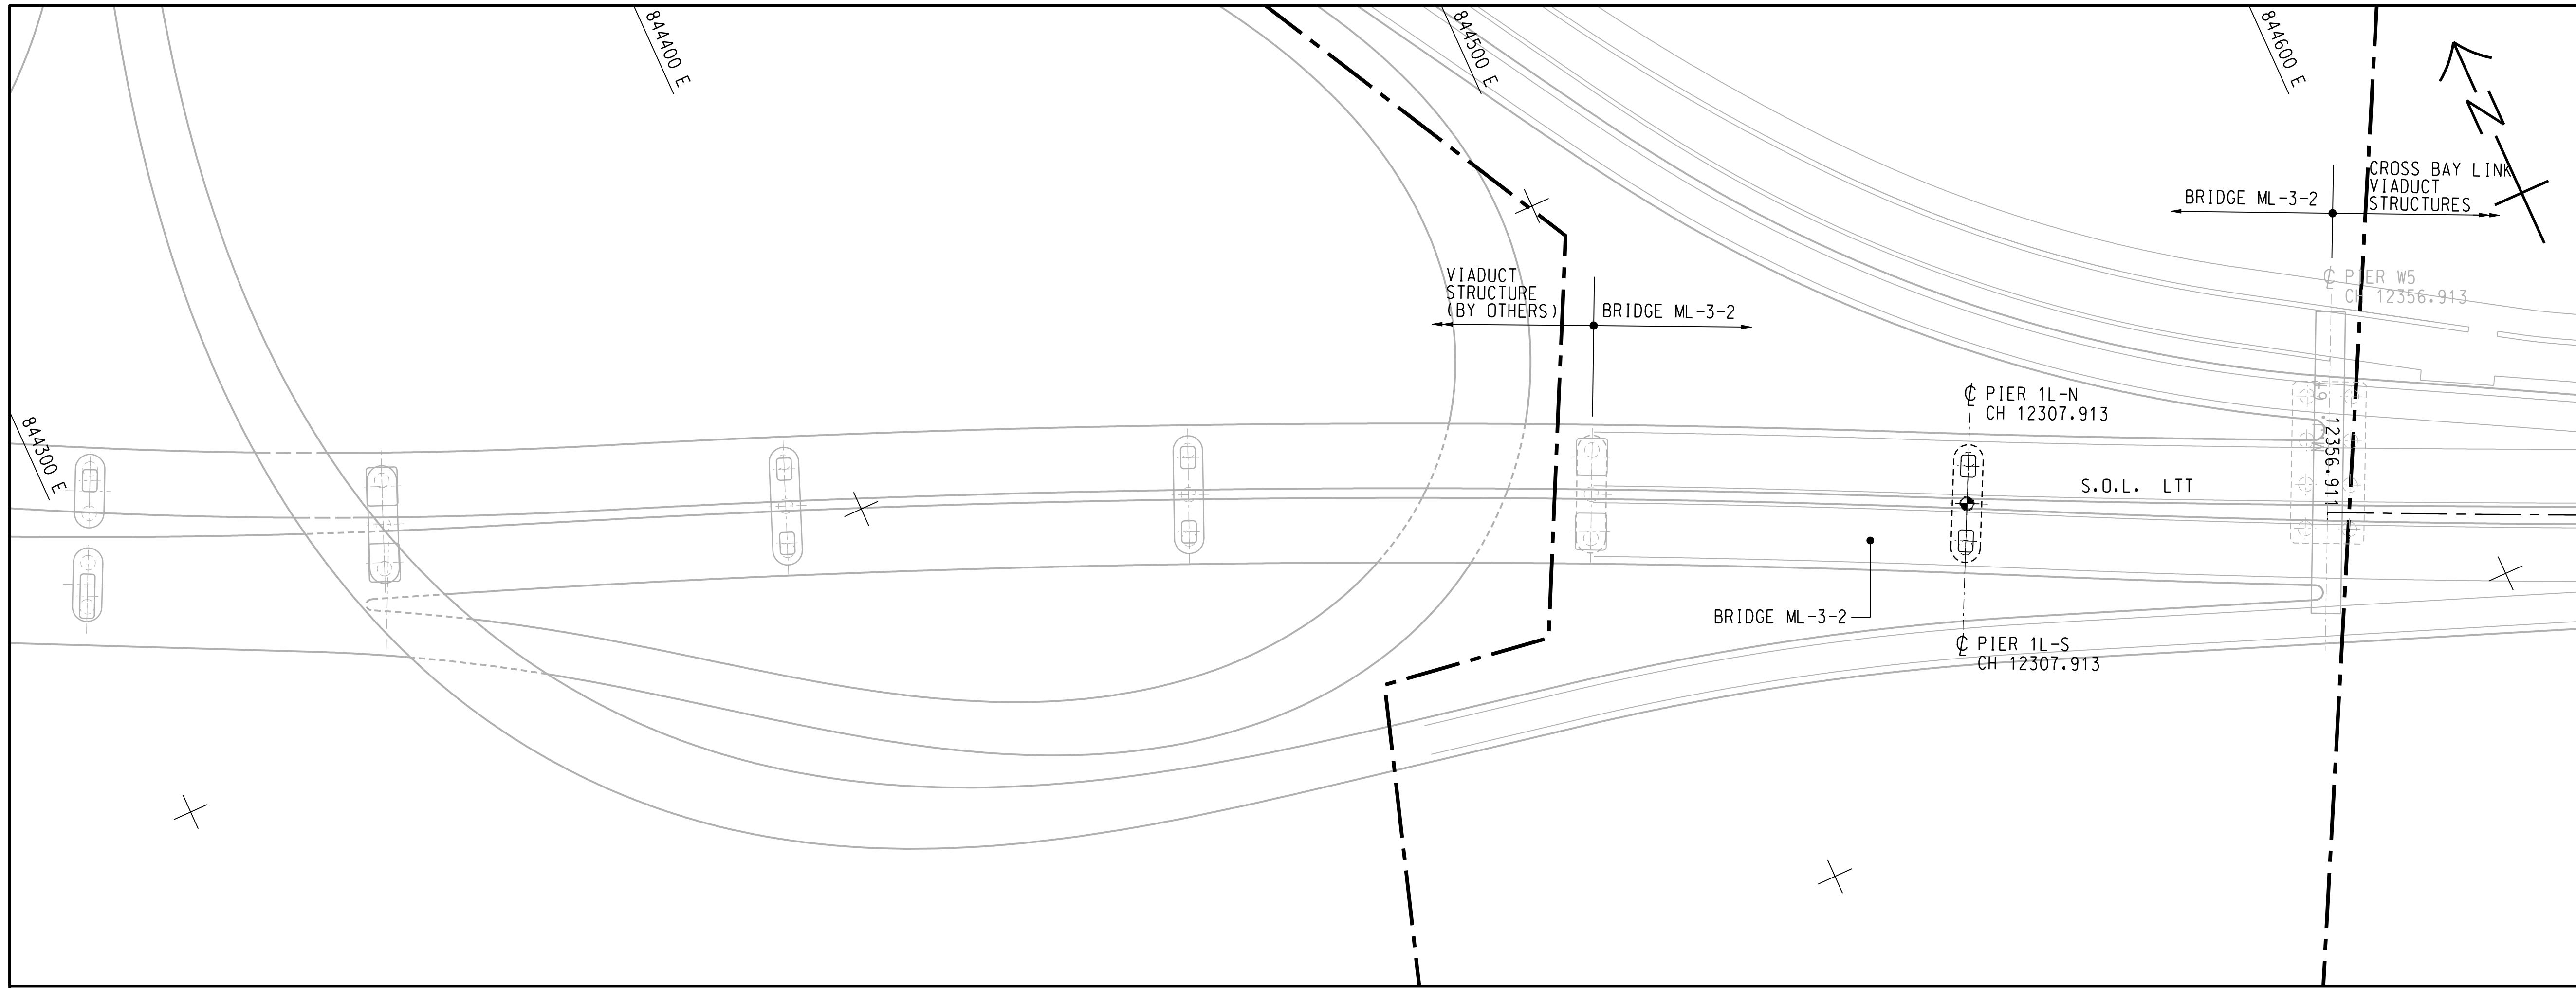 844400 E
844500 E
844600 E
CROSS BAY LINK
VIADUCT
STRUCTURES
BRIDGE ML-3-2
N
VIADUCT
STRUCTURE
(BY OTHERS)
BRIDGE ML-3-2
℄ PIER W5
CH 12356.913
℄ PIER 1L-N
CH 12307.913
844300 E
12356.911
S.O.L. LTT
BRIDGE ML-3-2
℄ PIER 1L-S
CH 12307.913